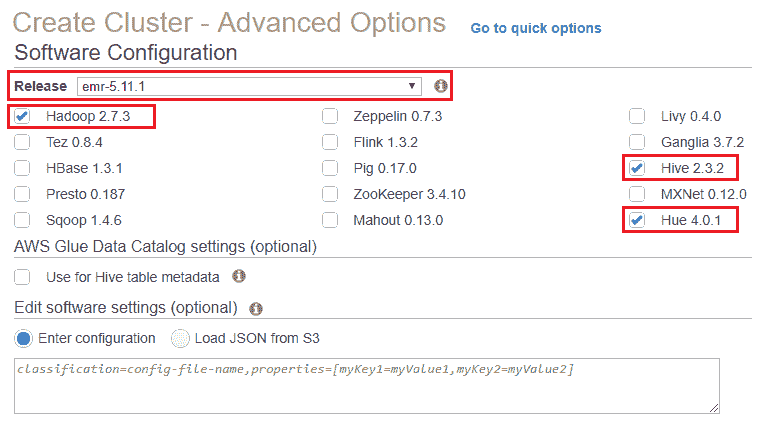 Create Cluster - Advanced Options Go to quick options
Software Configuration
Release emr-5.11.1
Hadoop 2.7.3 Zeppelin 0.7.3 Livy 0.4.0
Tez 0.8.4 Flink 1.3.2 Ganglia 3.7.2
HBase 1.3.1 Pig 0.17.0 Hive 2.3.2
Presto 0.187 ZooKeeper 3.4.10 MXNet 0.12.0
Sqoop 1.4.6 Mahout 0.13.0 Hue 4.0.1
AWS Glue Data Catalog settings (optional)
Use for Hive table metadata
Edit software settings (optional)
Enter configuration Load JSON from S3
classification=config-file-name,properties=[myKey1=myValue1,myKey2=myValue2]